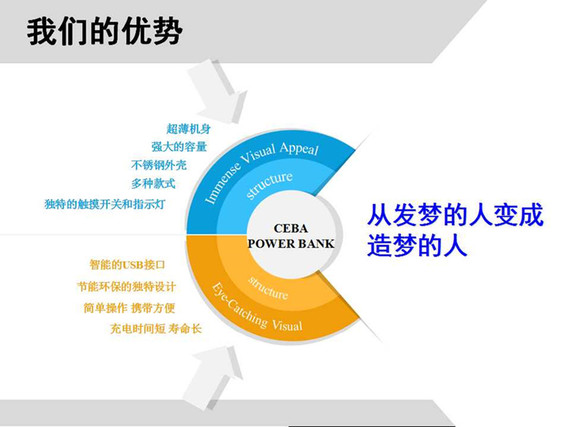 我们的优势
超薄机身
强大的容量
不锈钢外壳
多种款式
独特的触摸开关和指示灯
Immense Visual Appeal
structure
CEBA
POWER BANK
从发梦的人变成
造梦的人
智能的USB接口
节能环保的独特设计
简单操作 携带方便
充电时间短 寿命长
structure
Eye-Catching Visual